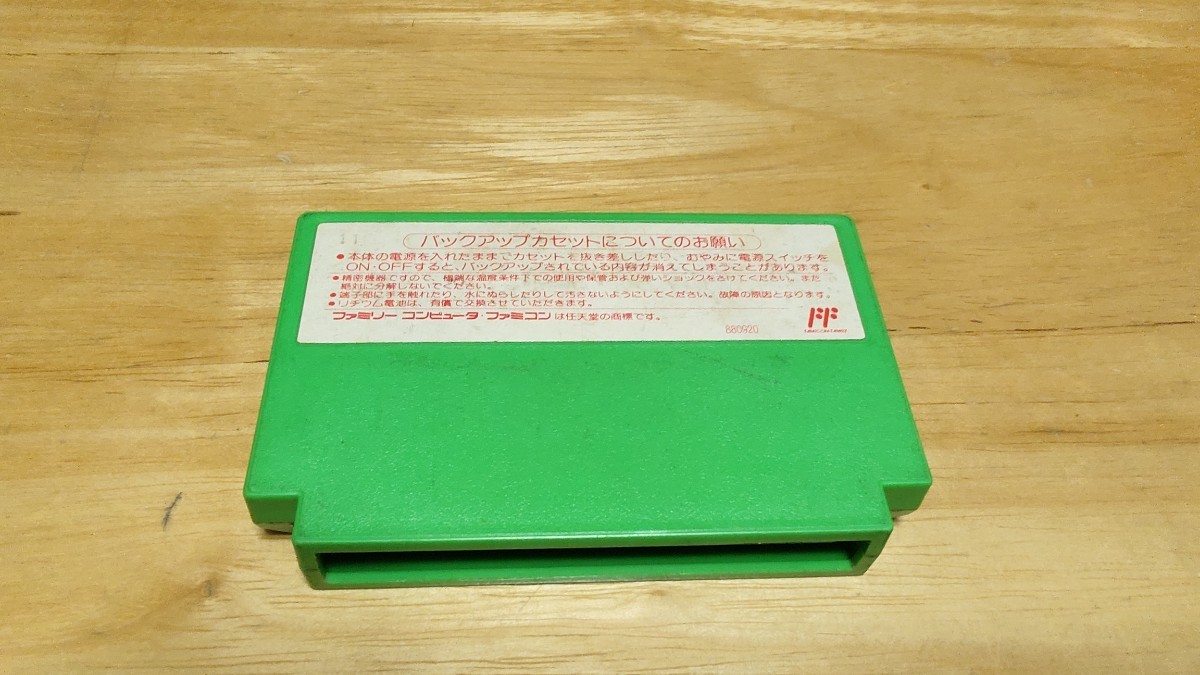 11
バックアップカセットについてのお願い
●本体の電源を入れたままでカセットを抜き差ししたり、むやみに電源スイッチを
ON・OFFすると、バックアップされている内容が消えてしまうことがあります。
●精密機器ですので、極端な温度条件下での使用や保管および強いショックをさけてください。また
絶対に分解しないでください。
●端子部に手を触れたり、水にぬらしたりして汚さないようにしてください。故障の原因となります。
●リチウム電池は、有償で交換させていただきます。
ファミリー コンピュータ・ファミコンは任天堂の商標です。
880920
FF
FAMICOM FAMILY